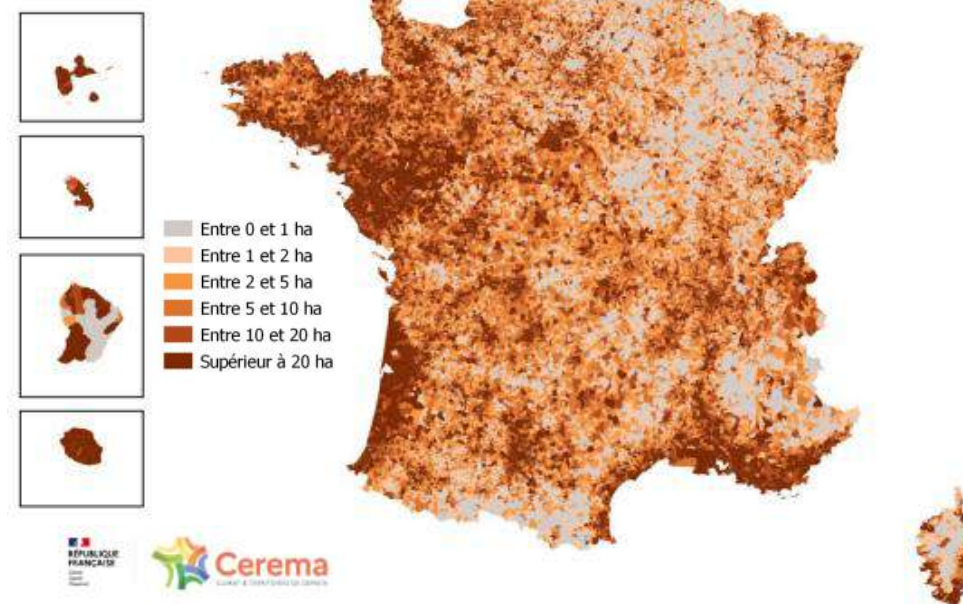 Entre 0 et 1 ha
Entre 1 et 2 ha
Entre 2 et 5 ha
Entre 5 et 10 ha
Entre 10 et 20 ha
Supérieur à 20 ha
RÉPUBLIQUE
FRANÇAISE
Cerema